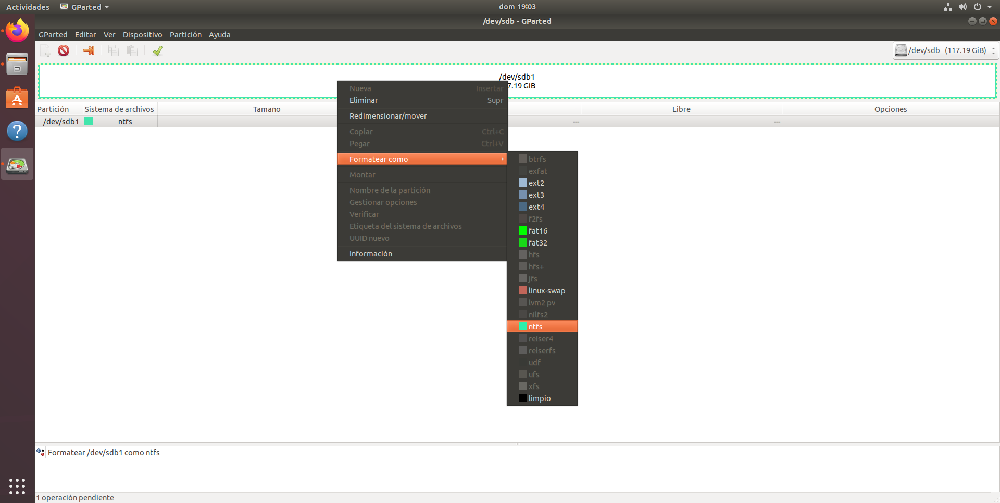 Actividades GParted dom 19:03
/dev/sdb - GParted
GParted Editar Ver Dispositivo Partición Ayuda
/dev/sdb (117.19 GiB)
/dev/sdb1
7.19 GiB
Partición Sistema de archivos Tamaño Libre Opciones
/dev/sdb1 ntfs --- ---
Nueva Insertar
Eliminar Supr
Redimensionar/mover
Copiar Ctrl+C
Pegar Ctrl+V
Formatear como
Montar
Nombre de la partición
Gestionar opciones
Verificar
Etiqueta del sistema de archivos
UUID nuevo
Información
btrfs
exfat
ext2
ext3
ext4
f2fs
fat16
fat32
hfs
hfs+
jfs
linux-swap
lvm2 pv
nilfs2
ntfs
reiser4
reiserfs
udf
ufs
xfs
limpio
Formatear /dev/sdb1 como ntfs
1 operación pendiente